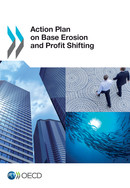 Action Plan
on Base Erosion
and Profit Shifting
OECD